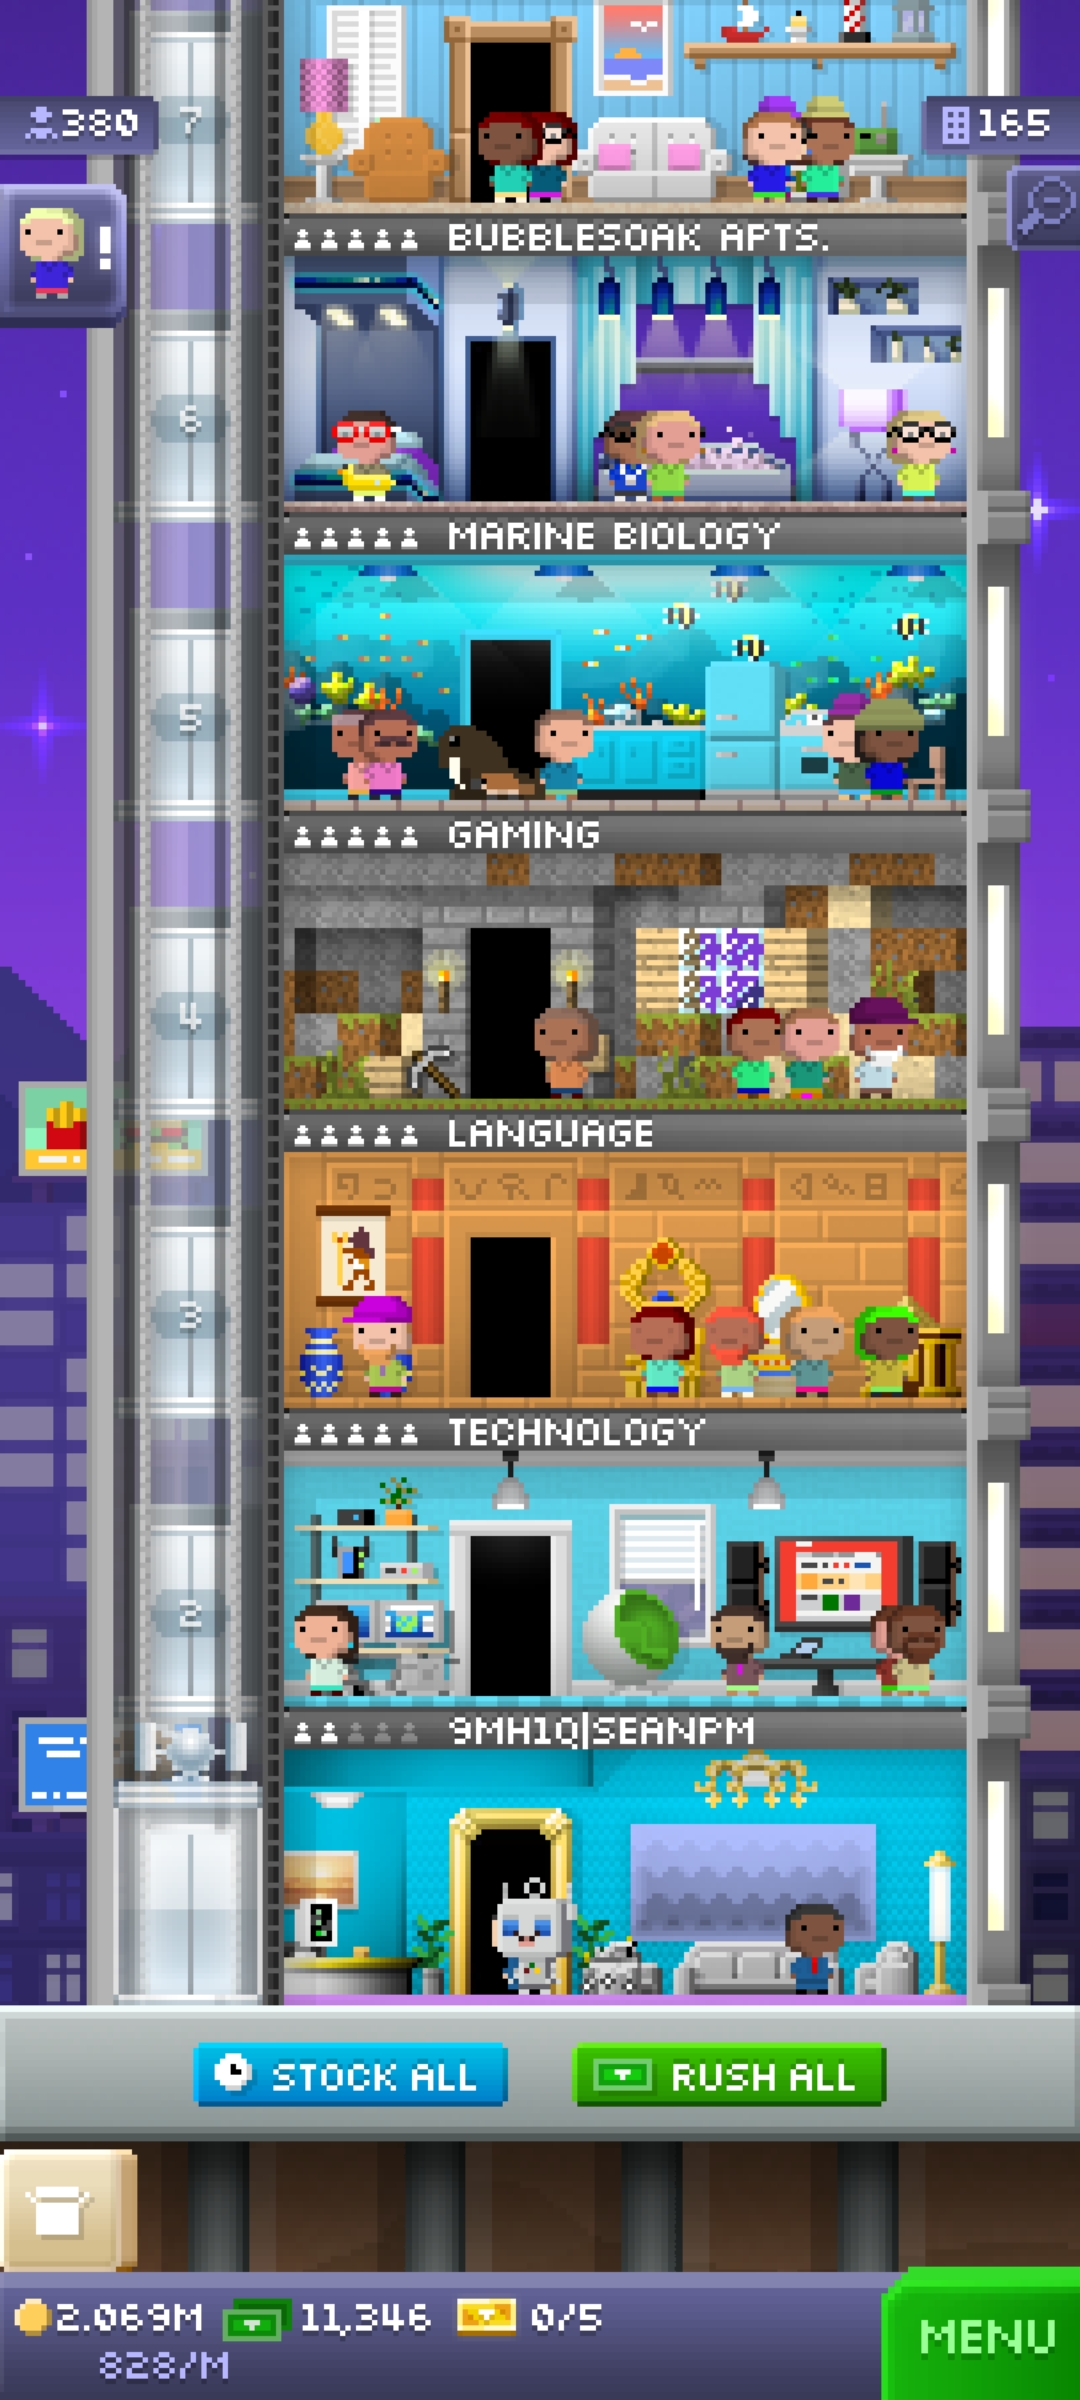 380
7
165
!
BUBBLESOAK APTS.
6
MARINE BIOLOGY
5
GAMING
4
LANGUAGE
3
TECHNOLOGY
2
9MH1Q|SEANPM
STOCK ALL
RUSH ALL
2.069M
11,346
0/5
828/M
MENU